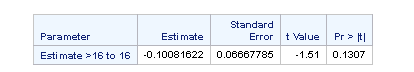 Parameter Estimate Standard Error t Value Pr > |t|
Estimate >16 to 16 -0.10081622 0.06667785 -1.51 0.1307